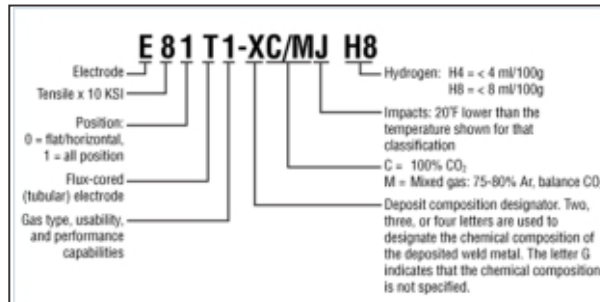 E 8 1 T 1 - X C / M J H8
Electrode
Tensile x 10 KSI
Position:
0 = flat/horizontal,
1 = all position
Flux-cored
(tubular) electrode
Gas type, usability,
and performance
capabilities
Hydrogen: H4 = < 4 ml/100g
H8 = < 8 ml/100g
Impacts: 20°F lower than the
temperature shown for that
classification
C = 100% CO₂
M = Mixed gas: 75-80% Ar, balance CO
Deposit composition designator. Two,
three, or four letters are used to
designate the chemical composition of
the deposited weld metal. The letter G
indicates that the chemical composition
is not specified.